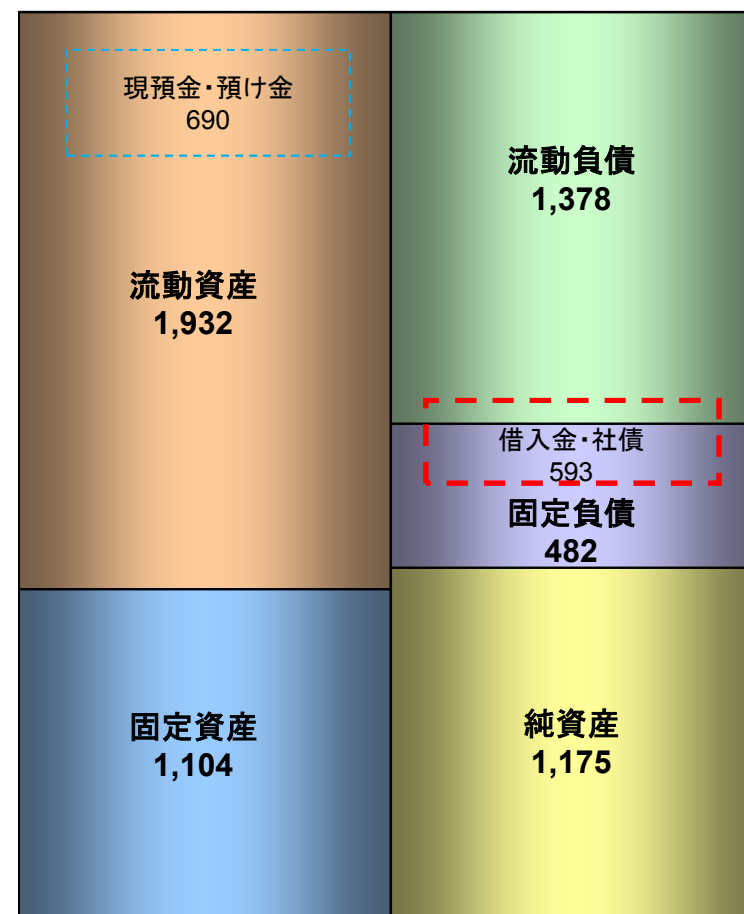 現預金・預け金
690
流動資産
1,932
固定資産
1,104
流動負債
1,378
借入金・社債
593
固定負債
482
純資産
1,175